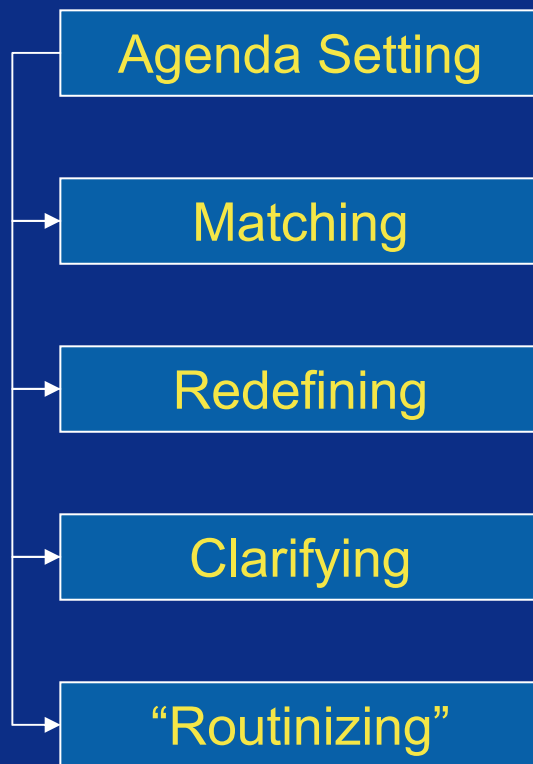 Agenda Setting
Matching
Redefining
Clarifying
“Routinizing”